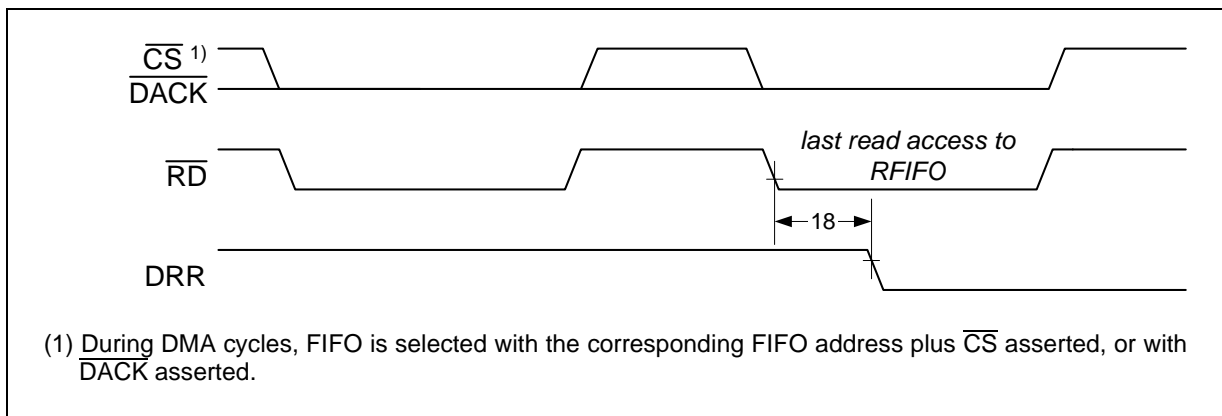 CS 1)
DACK
last read access to
RFIFO
RD
18
DRR
(1) During DMA cycles, FIFO is selected with the corresponding FIFO address plus CS asserted, or with
DACK asserted.